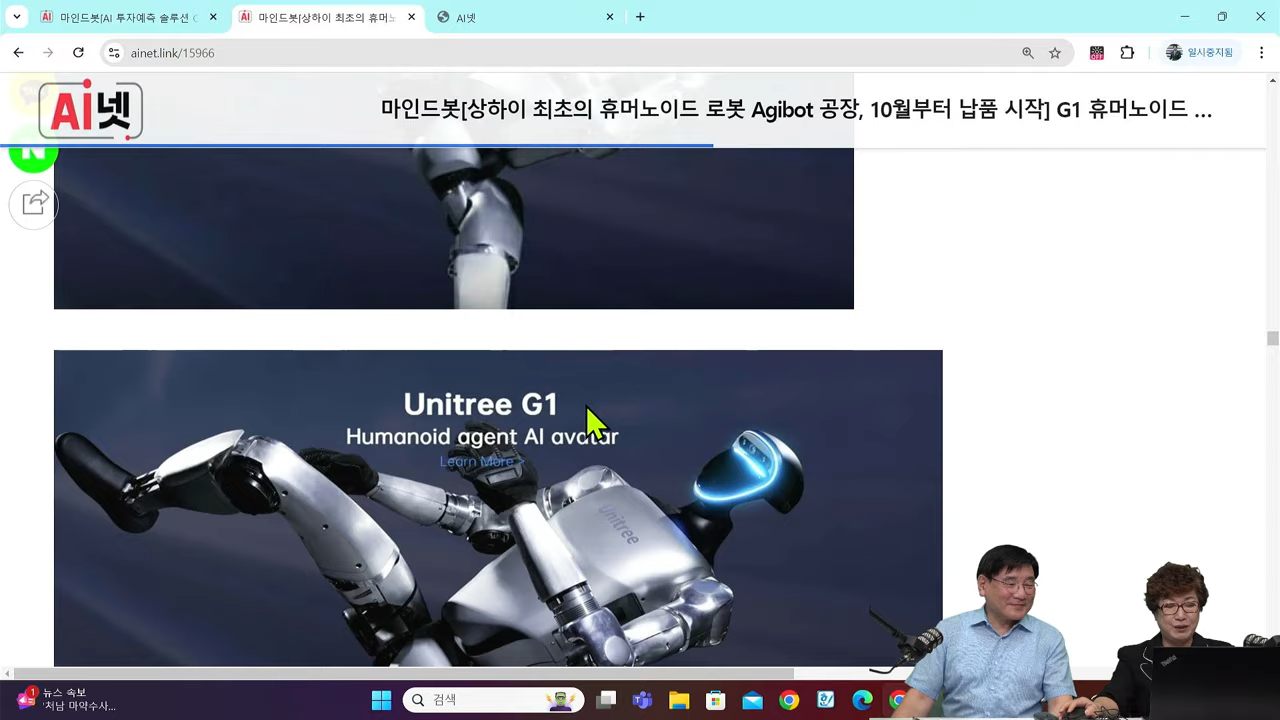 마인드봇[AI 투자예측 솔루션
마인드봇[상하이 최초의 휴머노
AI넷
ainet.link/15966
일시중지됨
Ai넷
마인드봇[상하이 최초의 휴머노이드 로봇 Agibot 공장, 10월부터 납품 시작] G1 휴머노이드 ...
N
Unitree G1
Humanoid agent AI avatar
Learn More >
Unitree
뉴스 속보
'처남 마약수사...
검색
ThinkPad
1
OFF